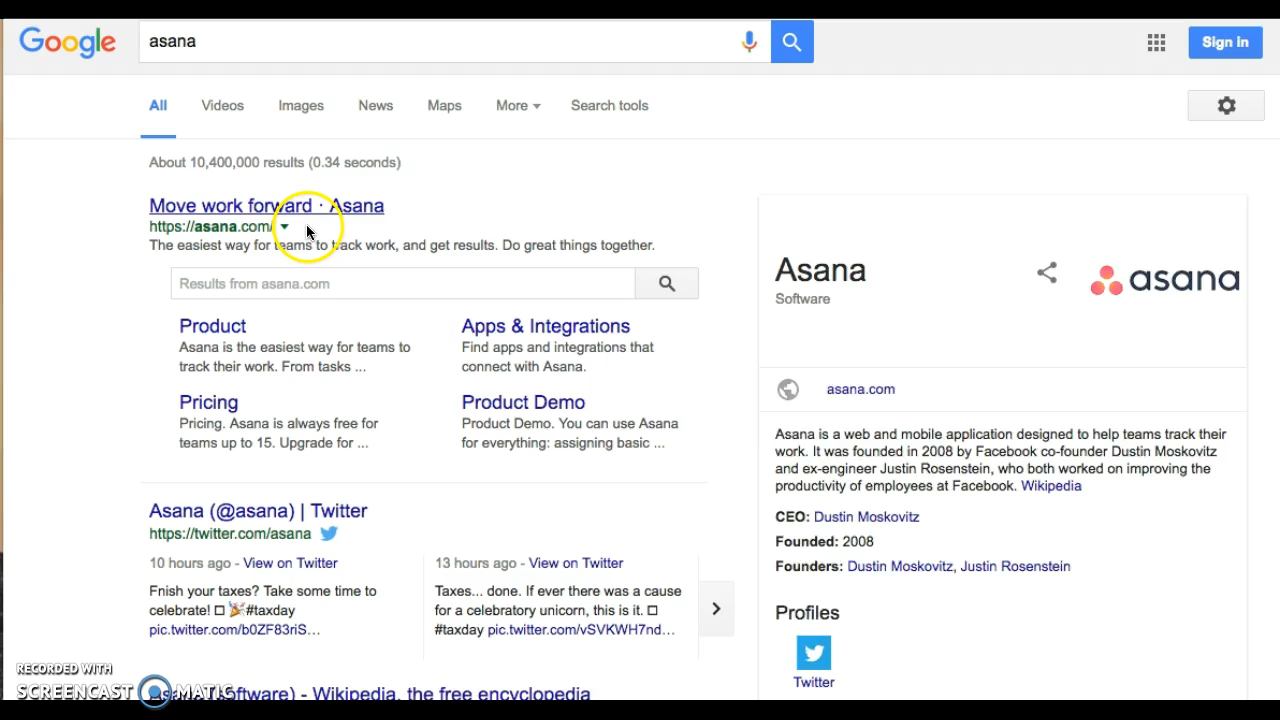 Google
asana
Sign in
All Videos Images News Maps More Search tools
About 10,400,000 results (0.34 seconds)
Move work forward · Asana
https://asana.com/
The easiest way for teams to track work, and get results. Do great things together.
Results from asana.com
Product
Asana is the easiest way for teams to
track their work. From tasks ...
Apps & Integrations
Find apps and integrations that
connect with Asana.
Pricing
Pricing. Asana is always free for
teams up to 15. Upgrade for ...
Product Demo
Product Demo. You can use Asana
for everything: assigning basic ...
Asana (@asana) | Twitter
https://twitter.com/asana
10 hours ago - View on Twitter
Fnish your taxes? Take some time to
celebrate! □ 🎉#taxday
pic.twitter.com/b0ZF83riS...
13 hours ago - View on Twitter
Taxes... done. If ever there was a cause
for a celebratory unicorn, this is it. □
#taxday pic.twitter.com/vSVKWH7nd...
(software) - Wikipedia, the free encyclopedia
Asana
Software
asana
asana.com
Asana is a web and mobile application designed to help teams track their
work. It was founded in 2008 by Facebook co-founder Dustin Moskovitz
and ex-engineer Justin Rosenstein, who both worked on improving the
productivity of employees at Facebook. Wikipedia
CEO: Dustin Moskovitz
Founded: 2008
Founders: Dustin Moskovitz, Justin Rosenstein
Profiles
Twitter
RECORDED WITH
SCREENCAST MATIC